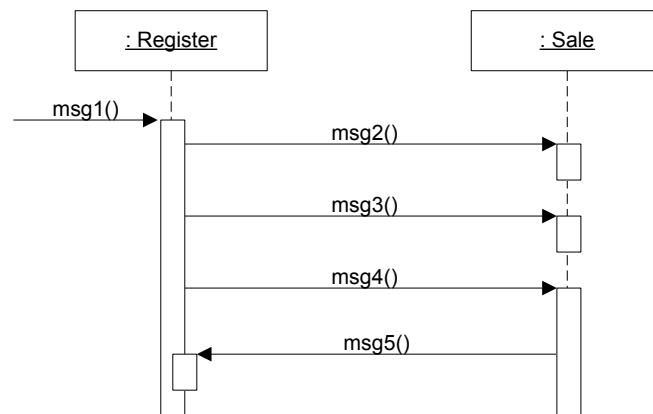 : Register
: Sale
msg1()
msg2()
msg3()
msg4()
msg5()